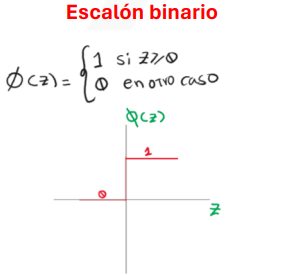 Escalón binario
ϕ(z) = { 1 si z≥0
0 en otro caso
ϕ(z)
1
0
z